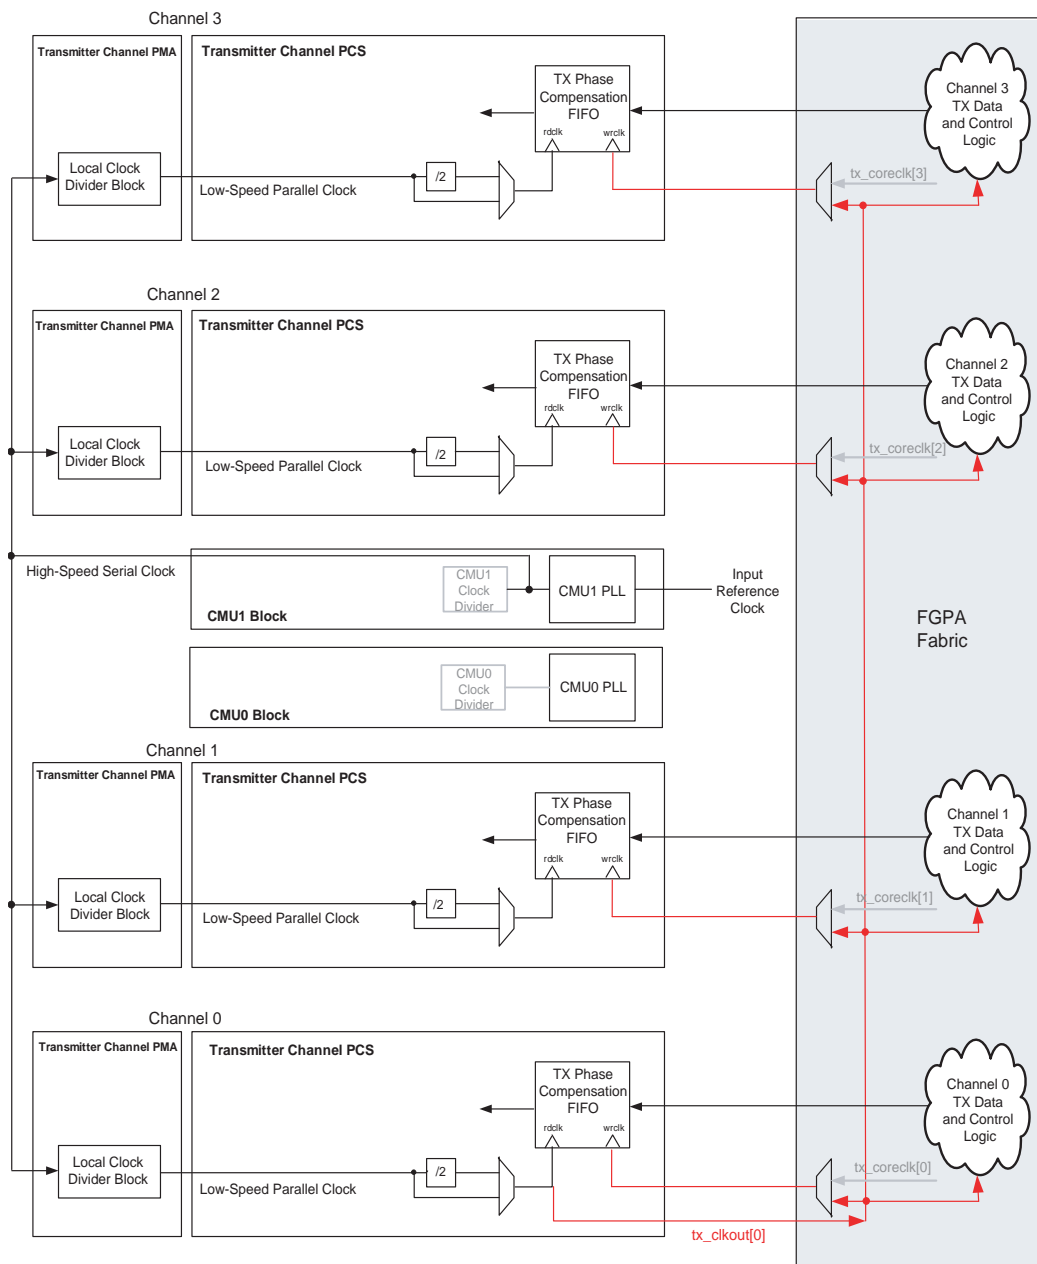 Channel 3
Transmitter Channel PMA
Transmitter Channel PCS
TX Phase
Compensation
FIFO
rdclk
wrclk
Channel 3
TX Data
and Control
Logic
Local Clock
Divider Block
Low-Speed Parallel Clock
/2
tx_coreclk[3]
Channel 2
Transmitter Channel PMA
Transmitter Channel PCS
TX Phase
Compensation
FIFO
rdclk
wrclk
Channel 2
TX Data
and Control
Logic
Local Clock
Divider Block
Low-Speed Parallel Clock
/2
tx_coreclk[2]
High-Speed Serial Clock
CMU1
Clock
Divider
CMU1 PLL
CMU1 Block
Input
Reference
Clock
FGPA
Fabric
CMU0
Clock
Divider
CMU0 PLL
CMU0 Block
Channel 1
Transmitter Channel PMA
Transmitter Channel PCS
TX Phase
Compensation
FIFO
rdclk
wrclk
Channel 1
TX Data
and Control
Logic
Local Clock
Divider Block
Low-Speed Parallel Clock
/2
tx_coreclk[1]
Channel 0
Transmitter Channel PMA
Transmitter Channel PCS
TX Phase
Compensation
FIFO
rdclk
wrclk
Channel 0
TX Data
and Control
Logic
Local Clock
Divider Block
Low-Speed Parallel Clock
/2
tx_coreclk[0]
tx_clkout[0]